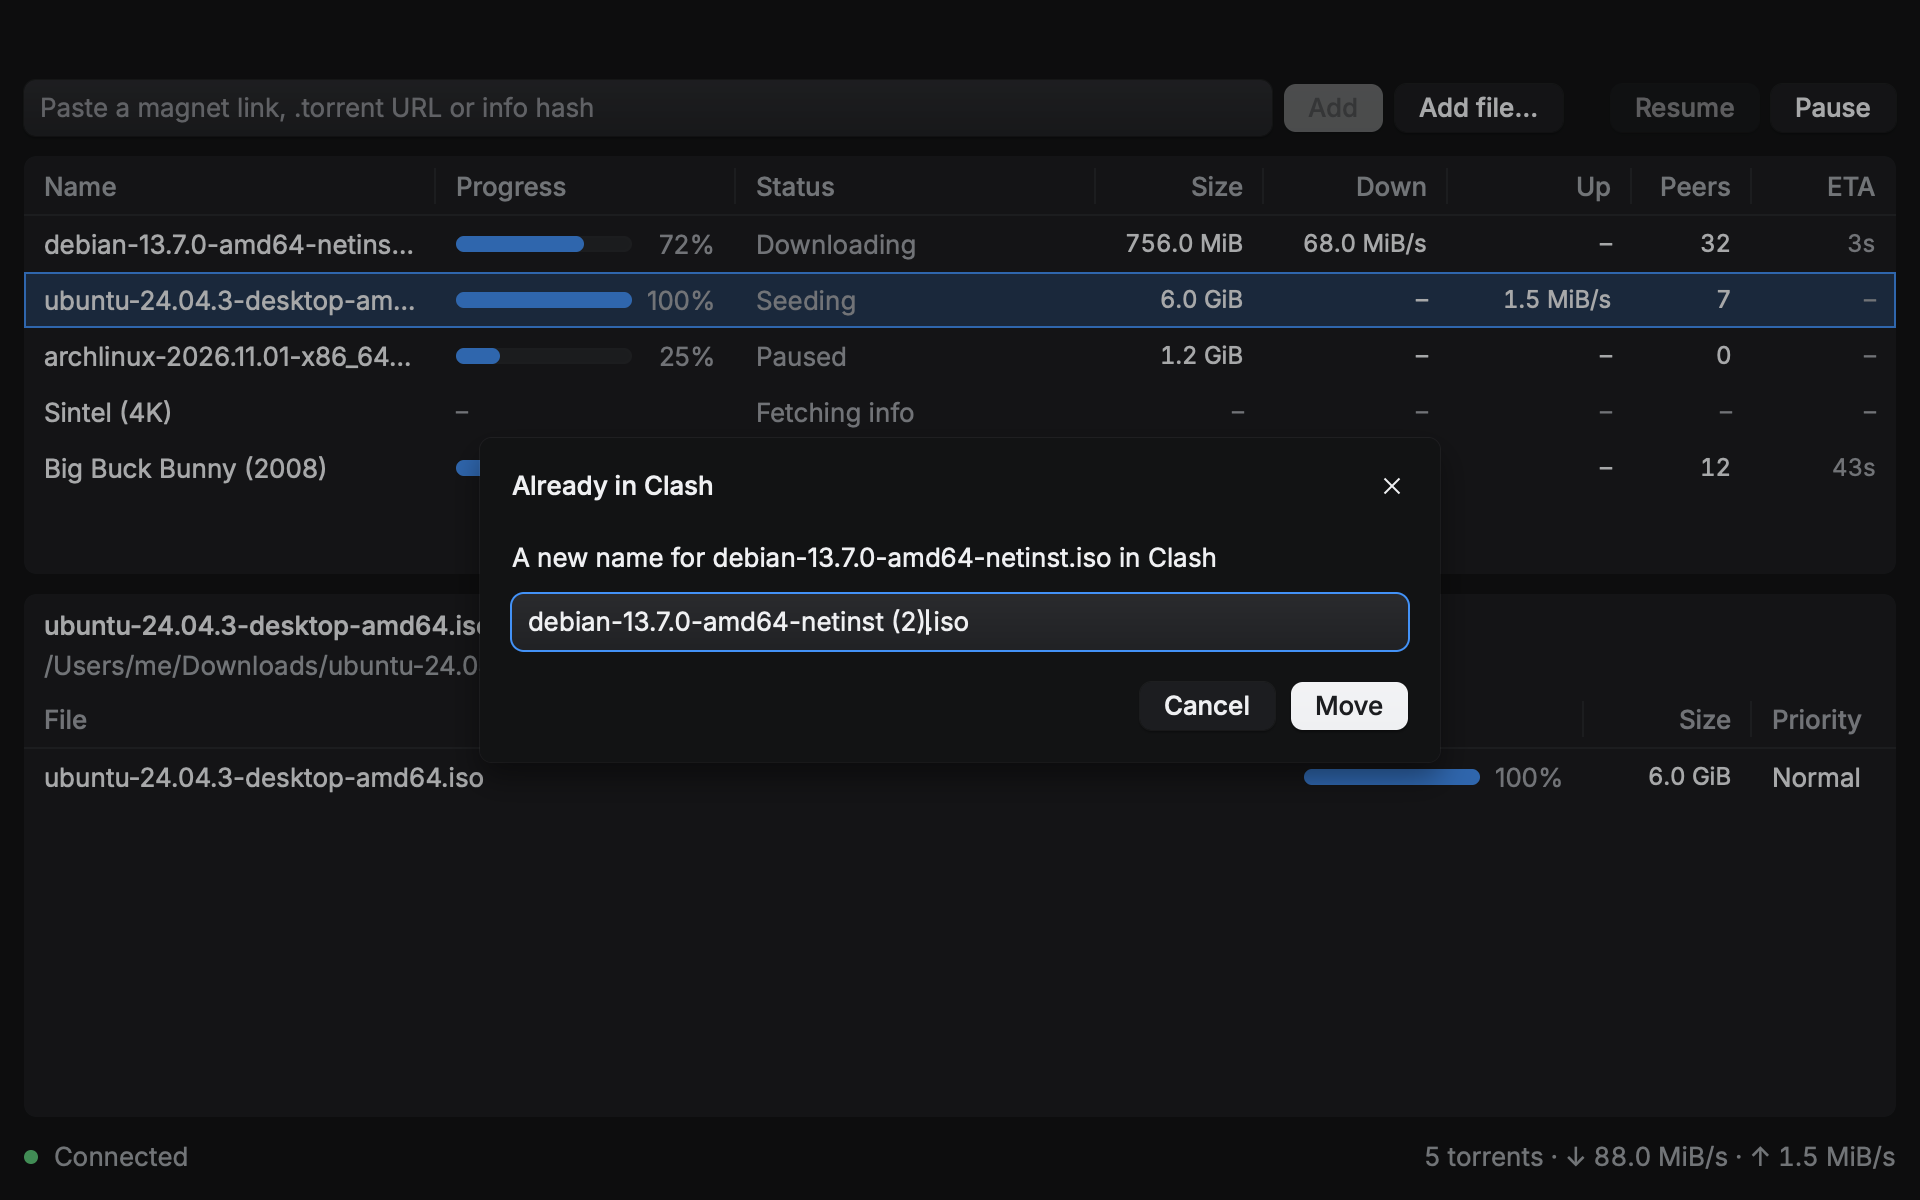 Paste a magnet link, .torrent URL or info hash Add Add file... Resume Pause
Name Progress Status Size Down Up Peers ETA
debian-13.7.0-amd64-netins... 72% Downloading 756.0 MiB 68.0 MiB/s – 32 3s
ubuntu-24.04.3-desktop-am... 100% Seeding 6.0 GiB – 1.5 MiB/s 7 –
archlinux-2026.11.01-x86_64... 25% Paused 1.2 GiB – – 0 –
Sintel (4K) – Fetching info – – – – –
Big Buck Bunny (2008) – 12 43s
Already in Clash
A new name for debian-13.7.0-amd64-netinst.iso in Clash
debian-13.7.0-amd64-netinst (2).iso
Cancel Move
ubuntu-24.04.3-desktop-amd64.is
/Users/me/Downloads/ubuntu-24.0
File Size Priority
ubuntu-24.04.3-desktop-amd64.iso 100% 6.0 GiB Normal
Connected 5 torrents · ↓ 88.0 MiB/s · ↑ 1.5 MiB/s